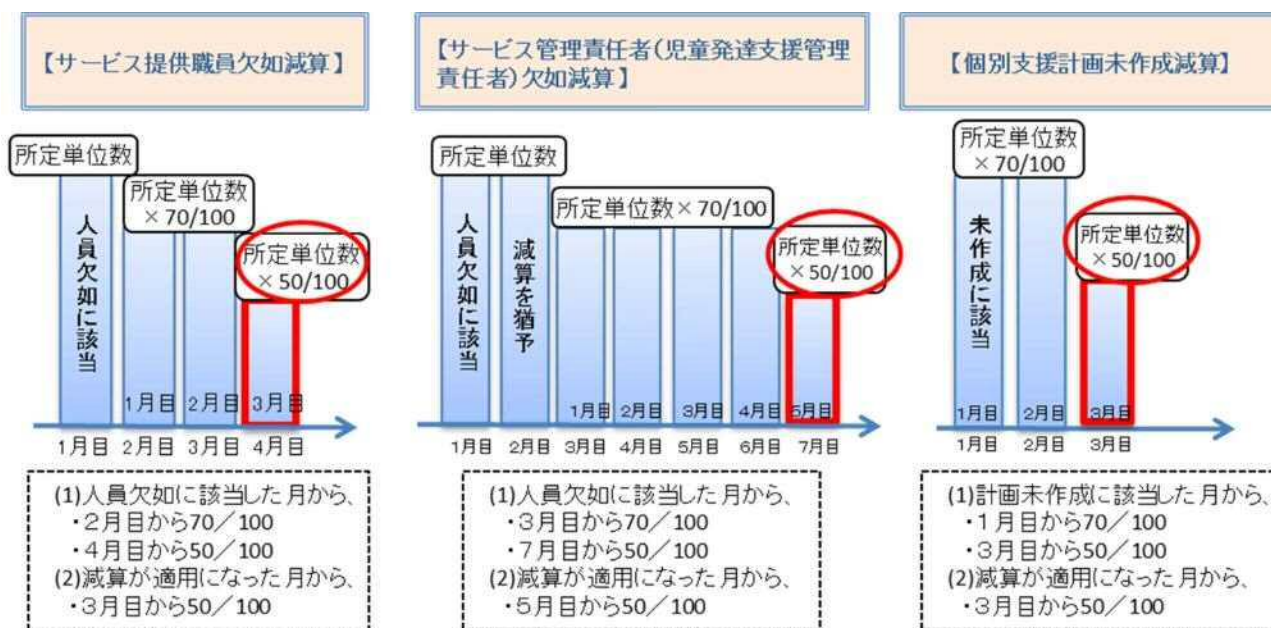 【サービス提供職員欠如減算】
所定単位数
人員欠如に該当
所定単位数
×70/100
所定単位数
×50/100
1月目 2月目 3月目
1月目 2月目 3月目 4月目
(1)人員欠如に該当した月から、
・2月目から70／100
・4月目から50／100
(2)減算が適用になった月から、
・3月目から50／100
【サービス管理責任者(児童発達支援管理
責任者)欠如減算】
所定単位数
人員欠如に該当
減算を猶予
所定単位数×70/100
所定単位数
×50/100
1月目 2月目 3月目 4月目 5月目
1月目 2月目 3月目 4月目 5月目 6月目 7月目
(1)人員欠如に該当した月から、
・3月目から70／100
・7月目から50／100
(2)減算が適用になった月から、
・5月目から50／100
【個別支援計画未作成減算】
所定単位数
×70/100
未作成に該当
所定単位数
×50/100
1月目 2月目 3月目
1月目 2月目 3月目
(1)計画未作成に該当した月から、
・1月目から70／100
・3月目から50／100
(2)減算が適用になった月から、
・3月目から50／100